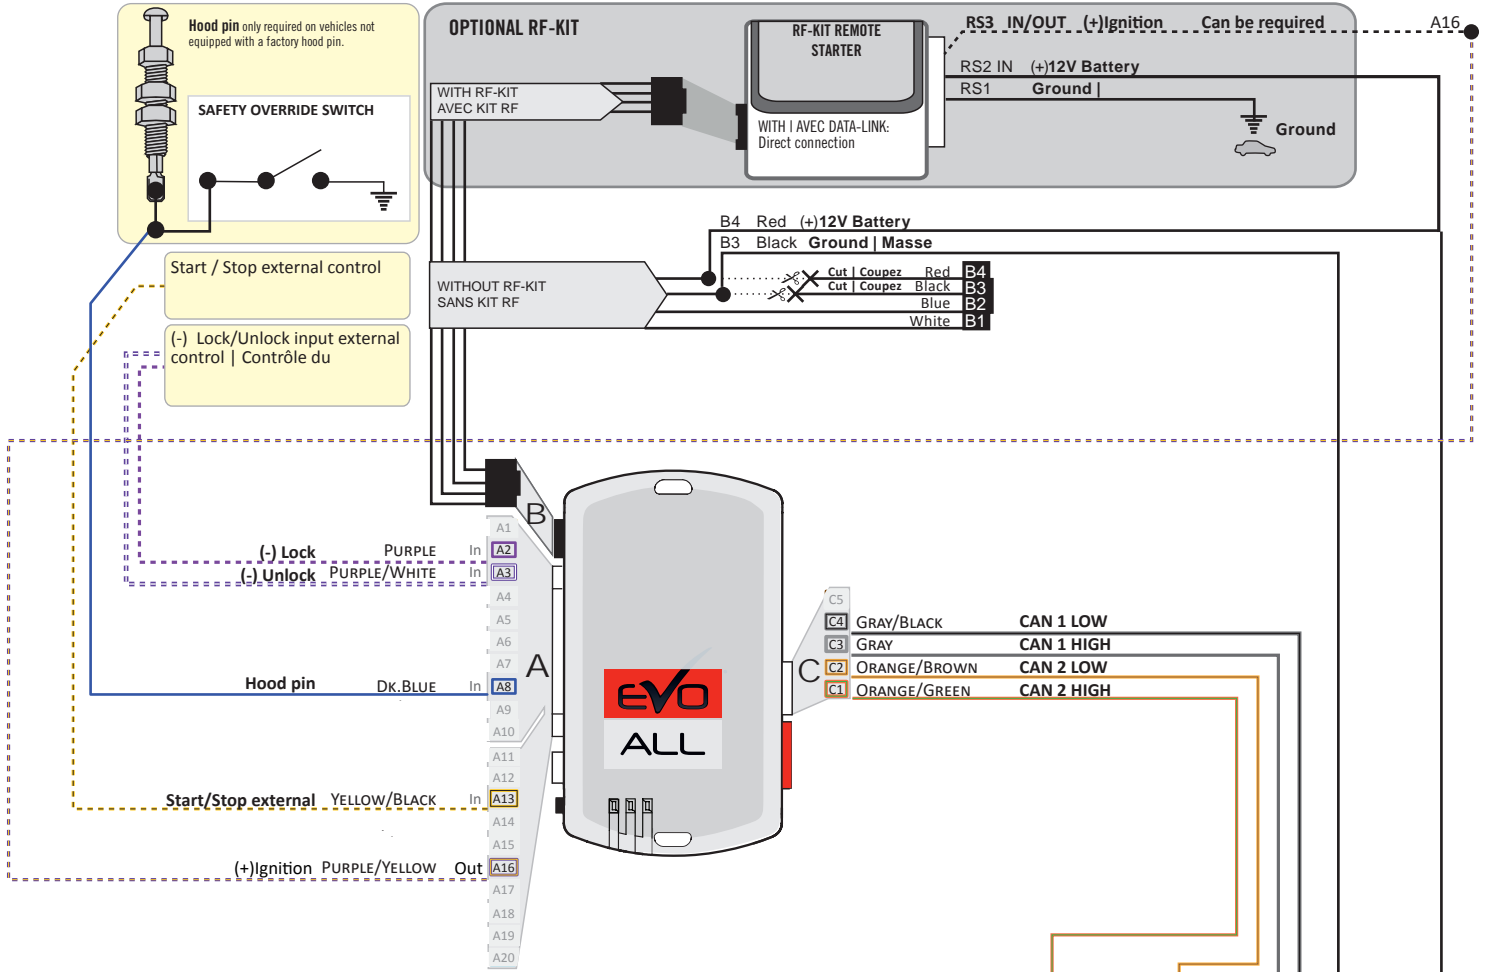 Hood pin only required on vehicles not
equipped with a factory hood pin.
SAFETY OVERRIDE SWITCH
Start / Stop external control
(-) Lock/Unlock input external
control | Contrôle du
OPTIONAL RF-KIT
WITH RF-KIT
AVEC KIT RF
RF-KIT REMOTE
STARTER
WITH | AVEC DATA-LINK:
Direct connection
RS3 IN/OUT (+)Ignition Can be required
A16
RS2 IN (+)12V Battery
RS1 Ground |
Ground
B4 Red (+)12V Battery
B3 Black Ground | Masse
WITHOUT RF-KIT
SANS KIT RF
Cut | Coupez Red B4
Cut | Coupez Black B3
Blue B2
White B1
B
A1
(-) Lock PURPLE In A2
(-) Unlock PURPLE/WHITE In A3
A4
A5
A6
A7
A
Hood pin DK.BLUE In A8
A9
A10
A11
A12
Start/Stop external YELLOW/BLACK In A13
A14
A15
(+)Ignition PURPLE/YELLOW Out A16
A17
A18
A19
A20
EVO
ALL
C
C5
C4 GRAY/BLACK CAN 1 LOW
C3 GRAY CAN 1 HIGH
C2 ORANGE/BROWN CAN 2 LOW
C1 ORANGE/GREEN CAN 2 HIGH